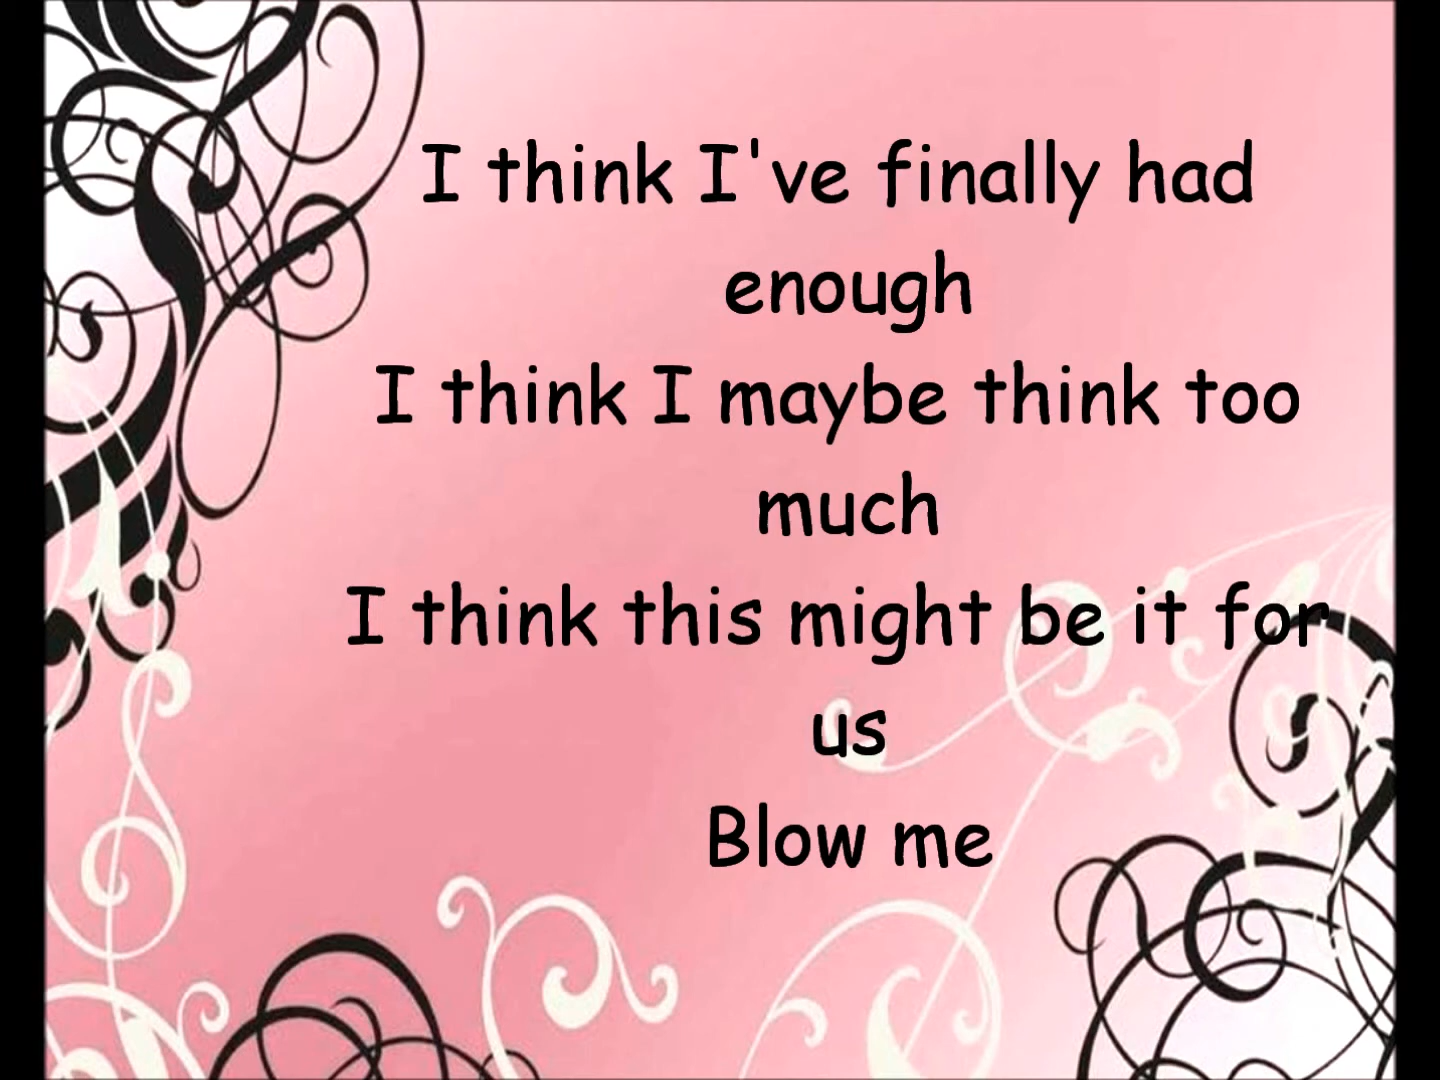 I think I've finally had
enough
I think I maybe think too
much
I think this might be it for
us
Blow me